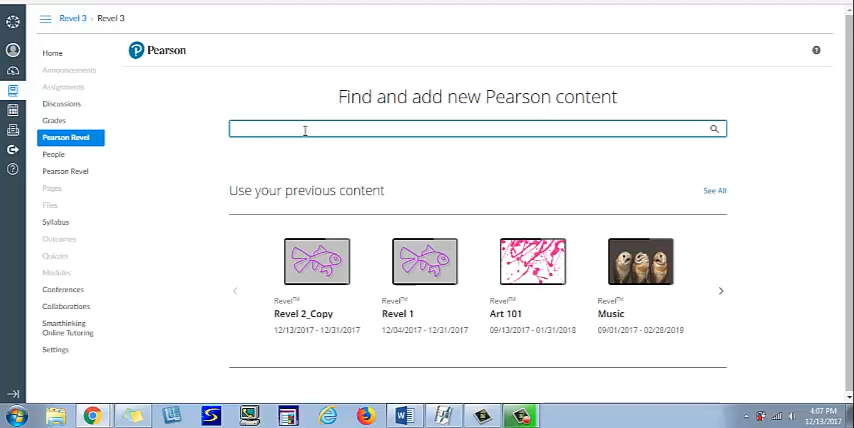 Revel 3 › Revel 3
Home
Announcements
Assignments
Discussions
Grades
Pearson Revel
People
Pearson Revel
Pages
Files
Syllabus
Outcomes
Quizzes
Modules
Conferences
Collaborations
Smarthinking
Online Tutoring
Settings
Pearson
Find and add new Pearson content
Use your previous content
See All
Revel™
Revel 2_Copy
12/13/2017 - 12/31/2017
Revel™
Revel 1
12/04/2017 - 12/31/2017
Revel™
Art 101
09/13/2017 - 01/31/2018
Revel™
Music
09/01/2017 - 02/28/2019
4:07 PM
12/13/2017